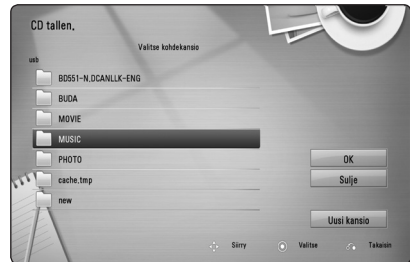 CD tallen.
Valitse kohdekansio
usb
BD551-N.DCANLLK-ENG
BUDA
MOVIE
MUSIC
PHOTO
cache.tmp
new
OK
Sulje
Uusi kansio
Siirry Valitse Takaisin